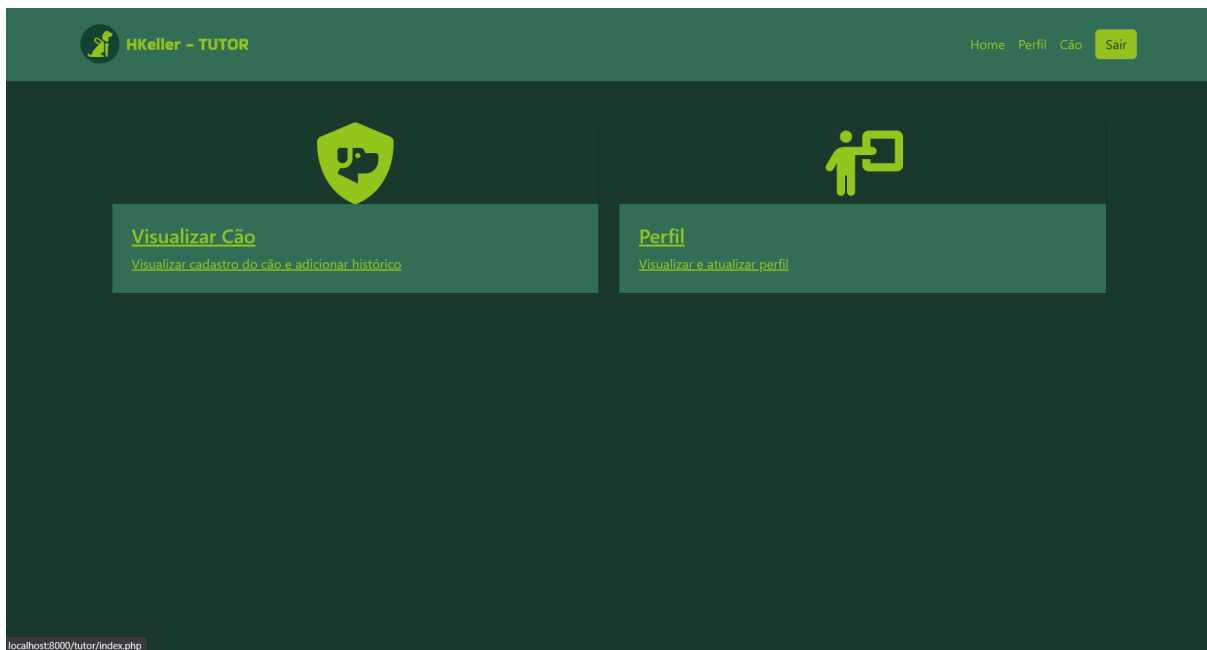 HKeller - TUTOR
Home Perfil Cão Sair
Visualizar Cão
Visualizar cadastro do cão e adicionar histórico
Perfil
Visualizar e atualizar perfil
localhost:8000/tutor/index.php